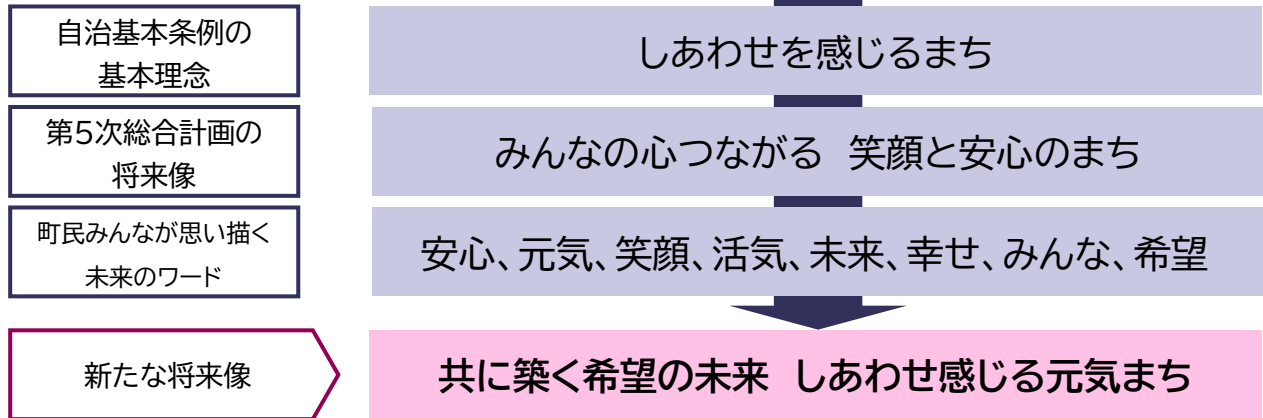 自治基本条例の
基本理念
しあわせを感じるまち
第5次総合計画の
将来像
みんなの心つながる 笑顔と安心のまち
町民みんなが思い描く
未来のワード
安心、元気、笑顔、活気、未来、幸せ、みんな、希望
新たな将来像
共に築く希望の未来 しあわせ感じる元気まち